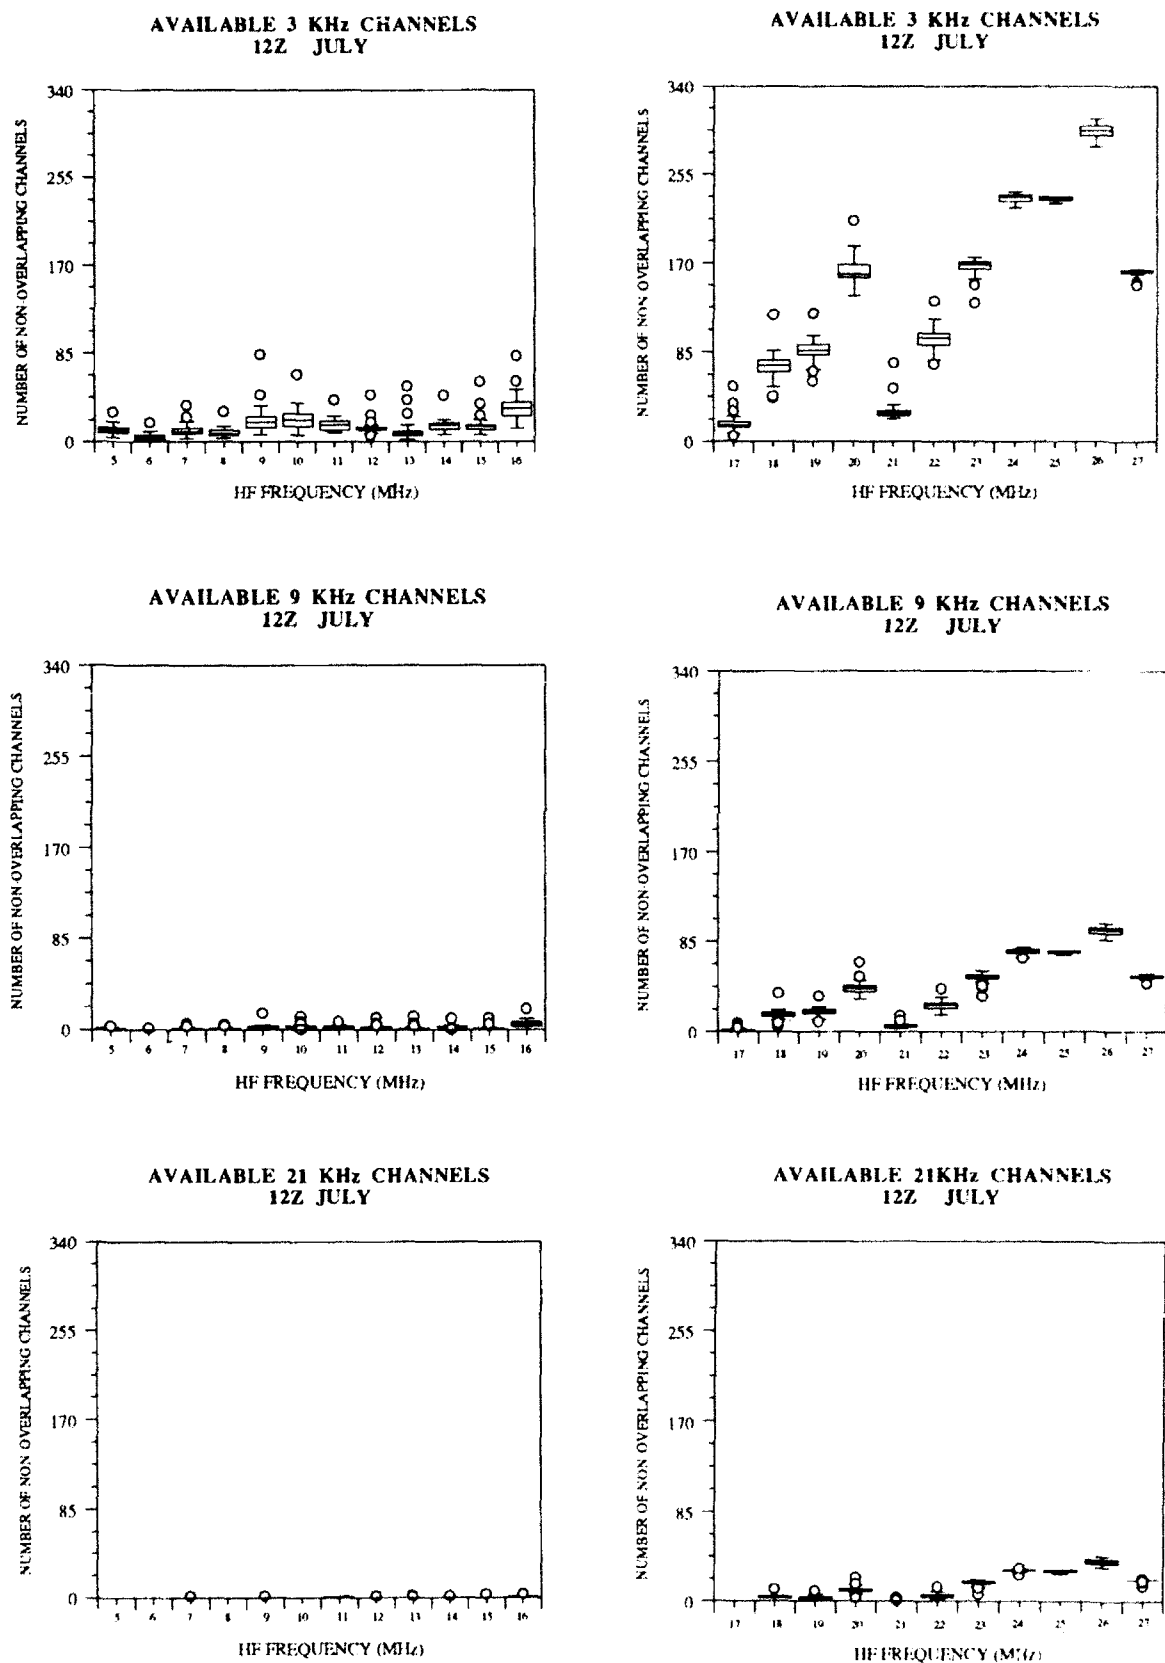 AVAILABLE 3 KHz CHANNELS
12Z JULY
NUMBER OF NON-OVERLAPPING CHANNELS
340
255
170
85
0
5 6 7 8 9 10 11 12 13 14 15 16
HF FREQUENCY (MHz)
AVAILABLE 3 KHz CHANNELS
12Z JULY
NUMBER OF NON-OVERLAPPING CHANNELS
340
255
170
85
0
17 18 19 20 21 22 23 24 25 26 27
HF FREQUENCY (MHz)
AVAILABLE 9 KHz CHANNELS
12Z JULY
NUMBER OF NON-OVERLAPPING CHANNELS
340
255
170
85
0
5 6 7 8 9 10 11 12 13 14 15 16
HF FREQUENCY (MHz)
AVAILABLE 9 KHz CHANNELS
12Z JULY
NUMBER OF NON-OVERLAPPING CHANNELS
340
255
170
85
0
17 18 19 20 21 22 23 24 25 26 27
HF FREQUENCY (MHz)
AVAILABLE 21 KHz CHANNELS
12Z JULY
NUMBER OF NON OVERLAPPING CHANNELS
340
255
170
85
0
5 6 7 8 9 10 11 12 13 14 15 16
HF FREQUENCY (MHz)
AVAILABLE 21KHz CHANNELS
12Z JULY
NUMBER OF NON OVERLAPPING CHANNELS
340
255
170
85
0
17 18 19 20 21 22 23 24 25 26 27
HF FREQUENCY (MHz)